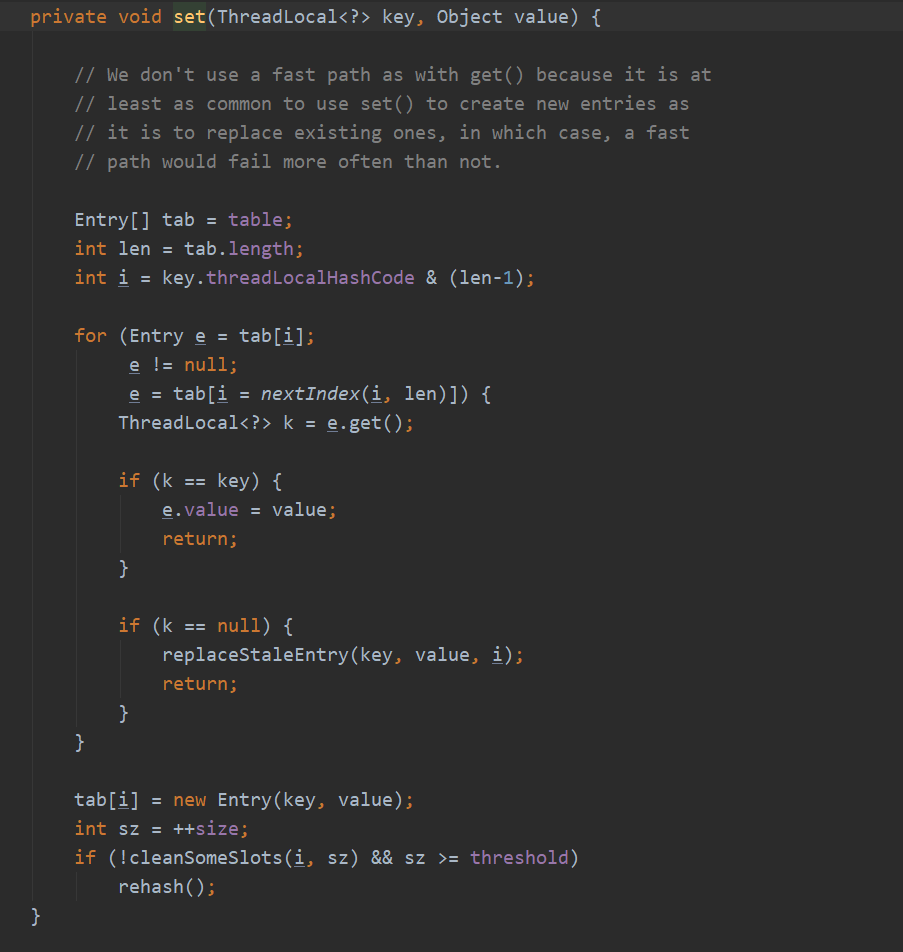 private void set(ThreadLocal<?> key, Object value) {
// We don't use a fast path as with get() because it is at
// least as common to use set() to create new entries as
// it is to replace existing ones, in which case, a fast
// path would fail more often than not.
Entry[] tab = table;
int len = tab.length;
int i = key.threadLocalHashCode & (len-1);
for (Entry e = tab[i];
e != null;
e = tab[i = nextIndex(i, len)]) {
ThreadLocal<?> k = e.get();
if (k == key) {
e.value = value;
return;
}
if (k == null) {
replaceStaleEntry(key, value, i);
return;
}
}
tab[i] = new Entry(key, value);
int sz = ++size;
if (!cleanSomeSlots(i, sz) && sz >= threshold)
rehash();
}